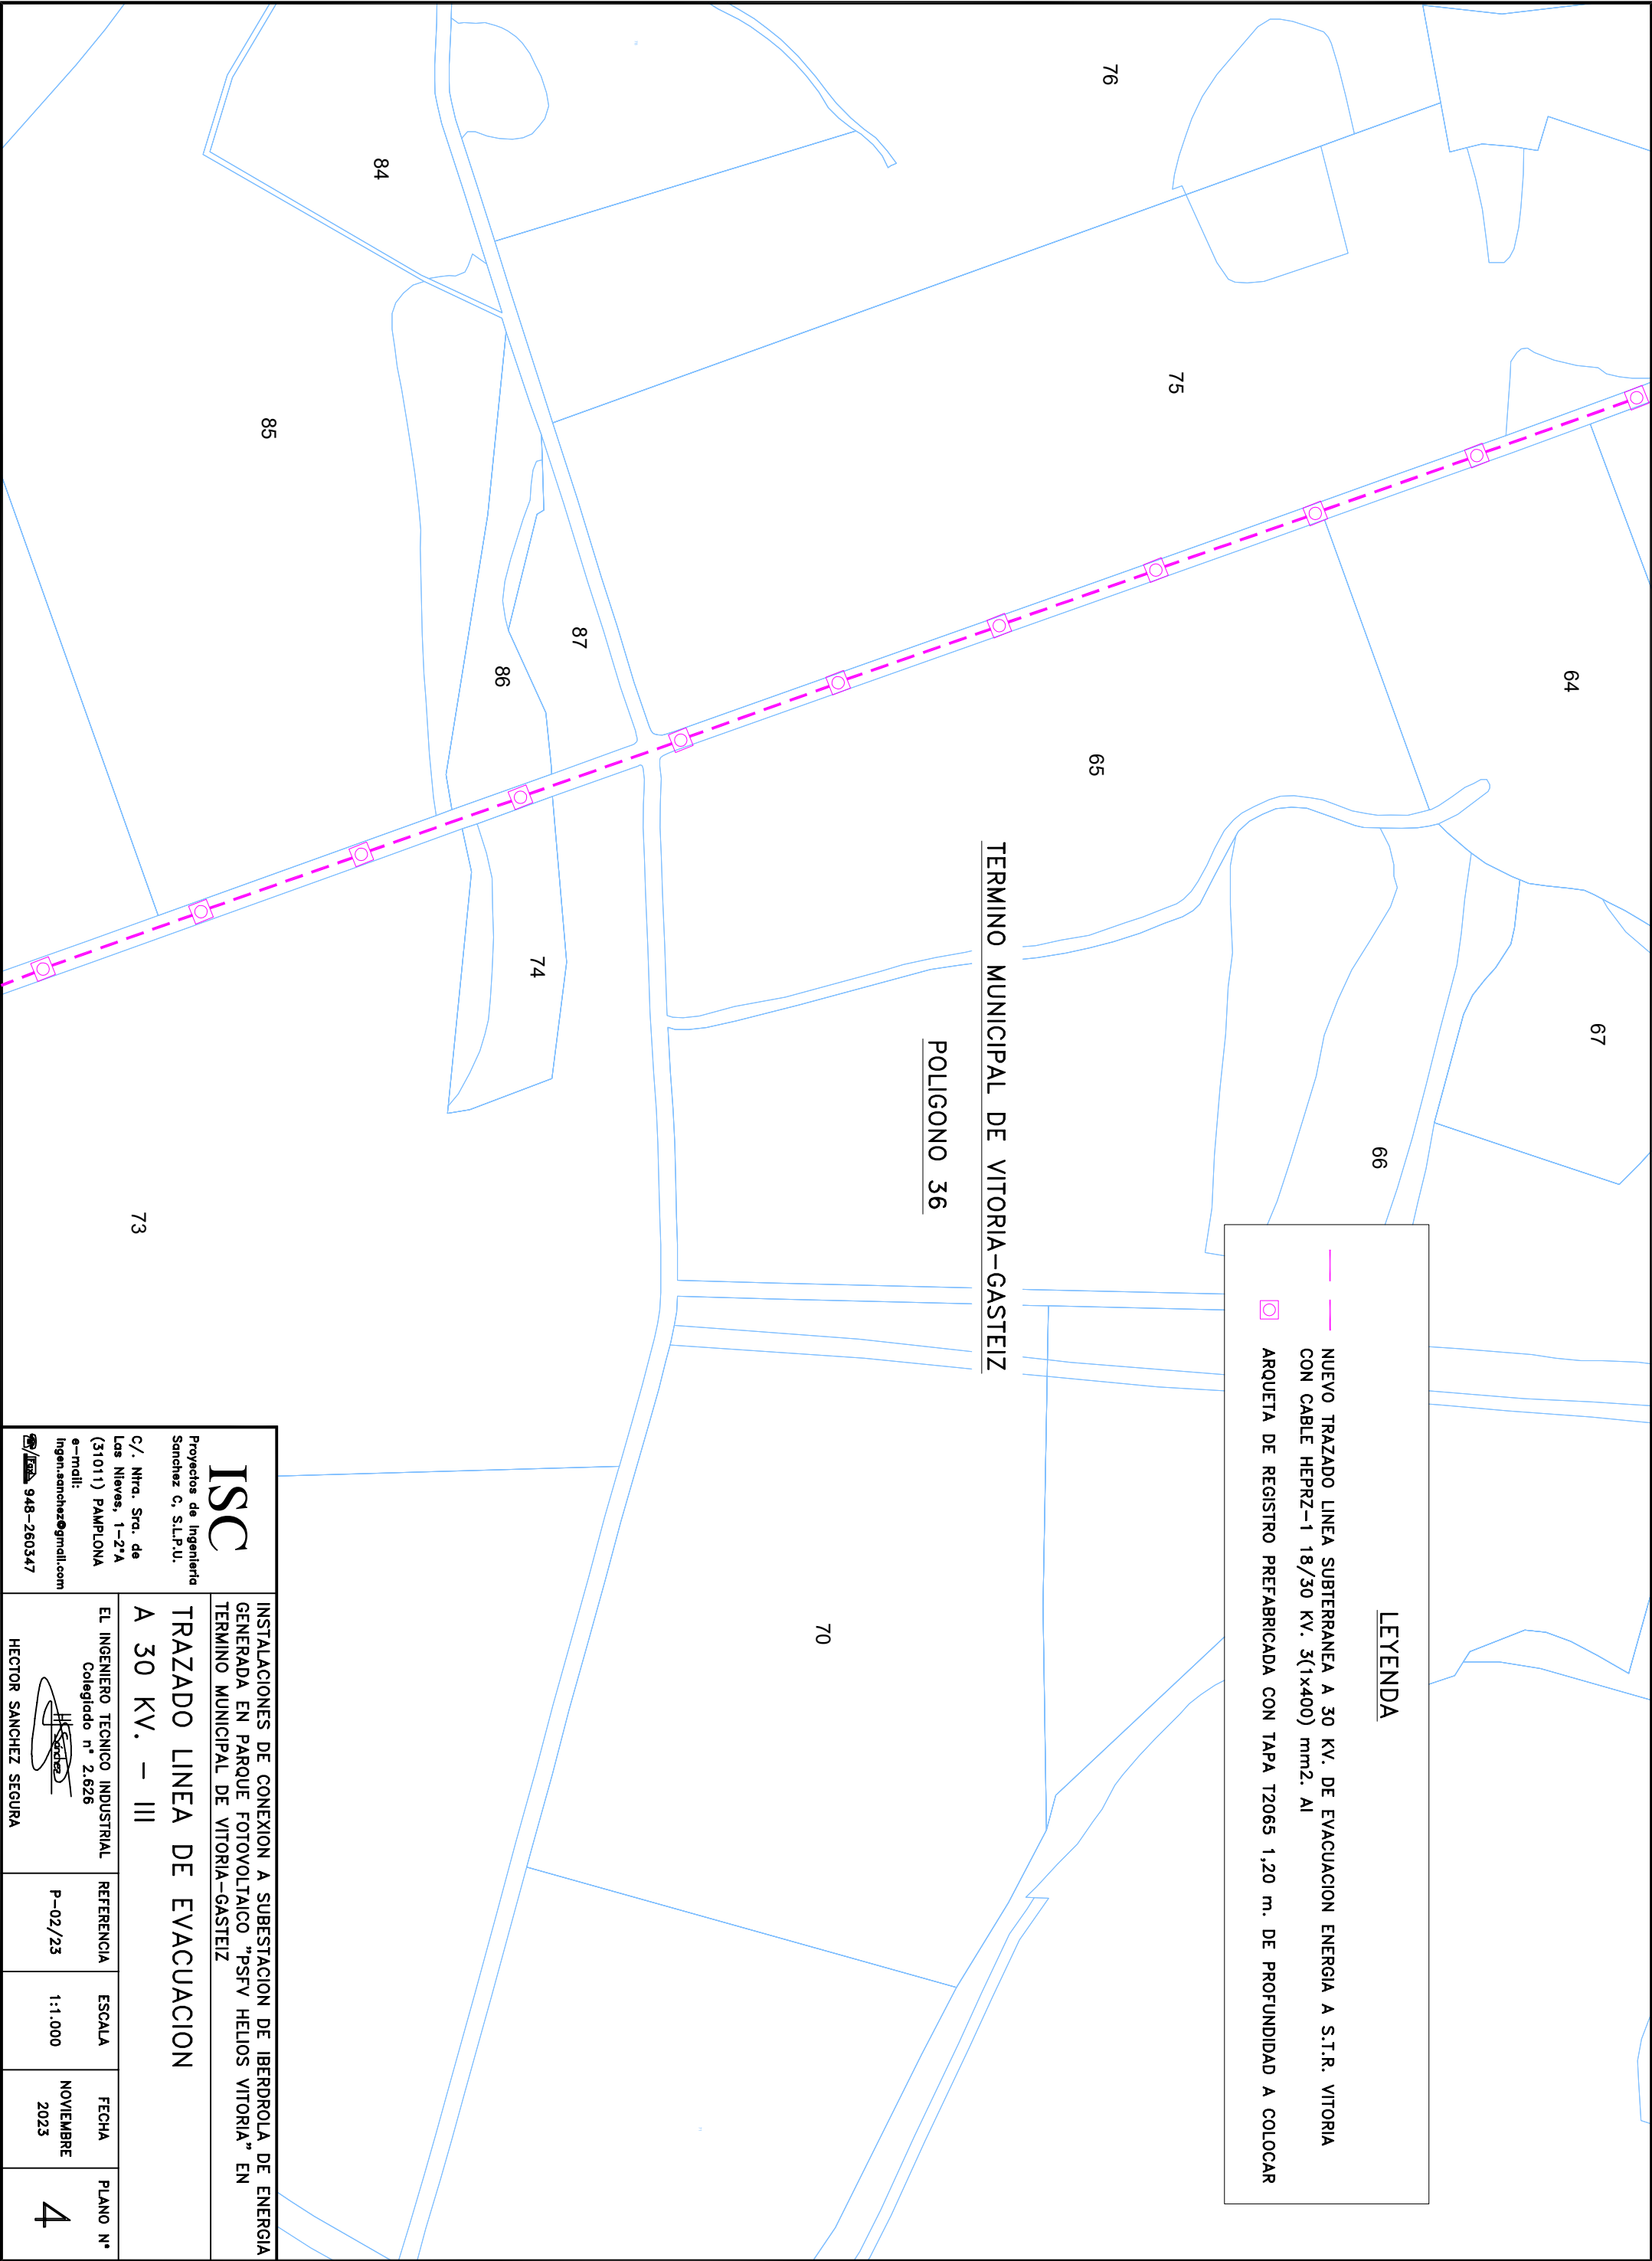 76
84
75
85
64
87
86
65
67
74
66
73
70
TERMINO MUNICIPAL DE VITORIA-GASTEIZ
POLIGONO 36
LEYENDA
NUEVO TRAZADO LINEA SUBTERRANEA A 30 KV. DE EVACUACION ENERGIA A S.T.R. VITORIA
CON CABLE HEPRZ-1 18/30 KV. 3(1x400) mm2. Al
ARQUETA DE REGISTRO PREFABRICADA CON TAPA T2065 1,20 m. DE PROFUNDIDAD A COLOCAR
ISC
Proyectos de Ingenieria
Sanchez C, S.L.P.U.
C/. Ntra. Sra. de
Las Nieves, 1-2ºA
(31011) PAMPLONA
e-mail:
ingen.sanchez@gmail.com
☎/Fax 948-260347
INSTALACIONES DE CONEXION A SUBESTACION DE IBERDROLA DE ENERGIA
GENERADA EN PARQUE FOTOVOLTAICO "PSFV HELIOS VITORIA" EN
TERMINO MUNICIPAL DE VITORIA-GASTEIZ
TRAZADO LINEA DE EVACUACION
A 30 KV. - III
EL INGENIERO TECNICO INDUSTRIAL
Colegiado nº 2.626
HSánchez
HECTOR SANCHEZ SEGURA
REFERENCIA
P-02/23
ESCALA
1:1.000
FECHA
NOVIEMBRE
2023
PLANO Nº
4